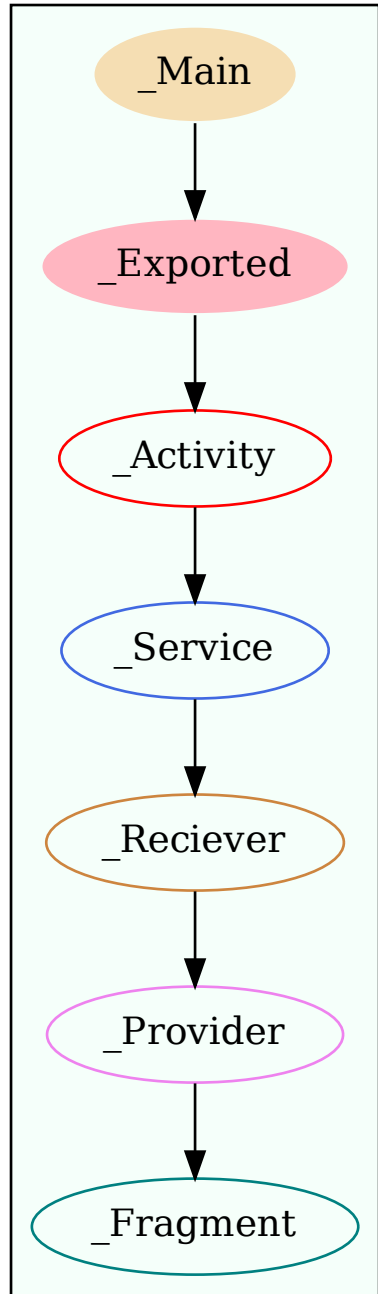 _Main
_Exported
_Activity
_Service
_Reciever
_Provider
_Fragment